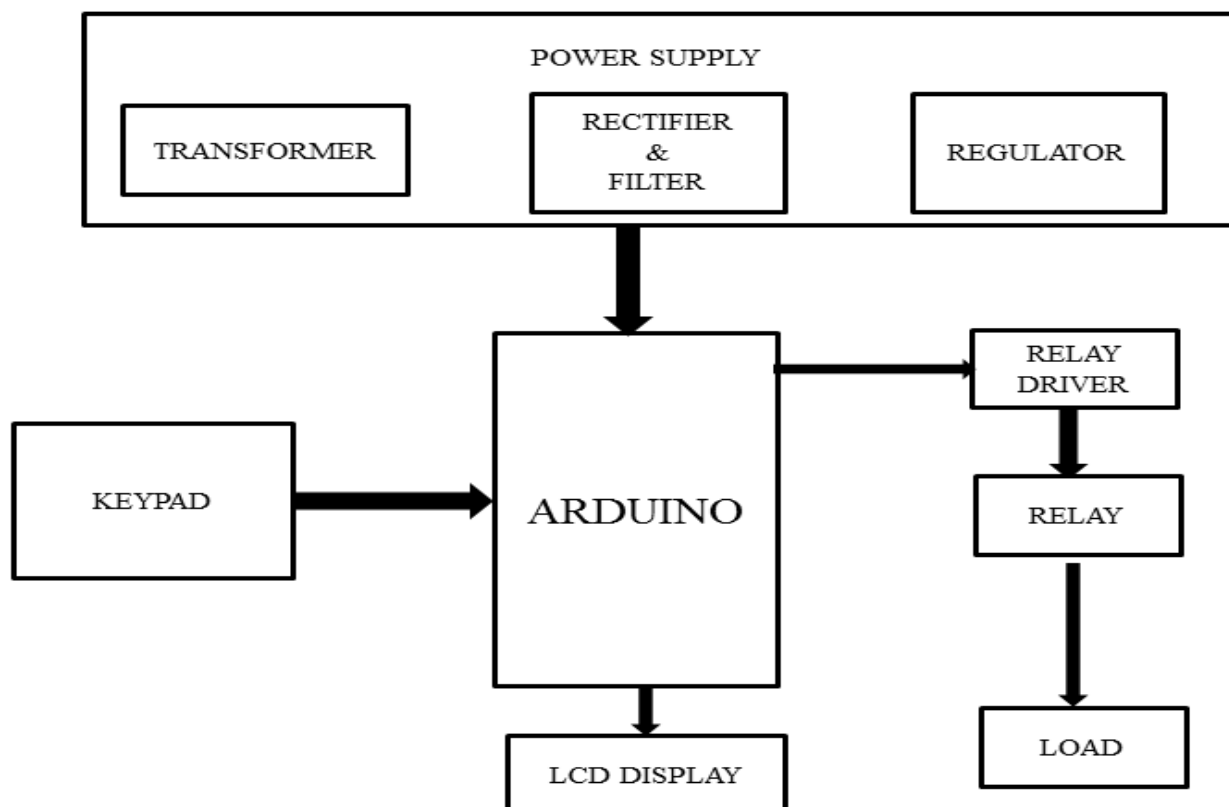 POWER SUPPLY
TRANSFORMER
RECTIFIER
&
FILTER
REGULATOR
RELAY
DRIVER
KEYPAD
ARDUINO
RELAY
LCD DISPLAY
LOAD